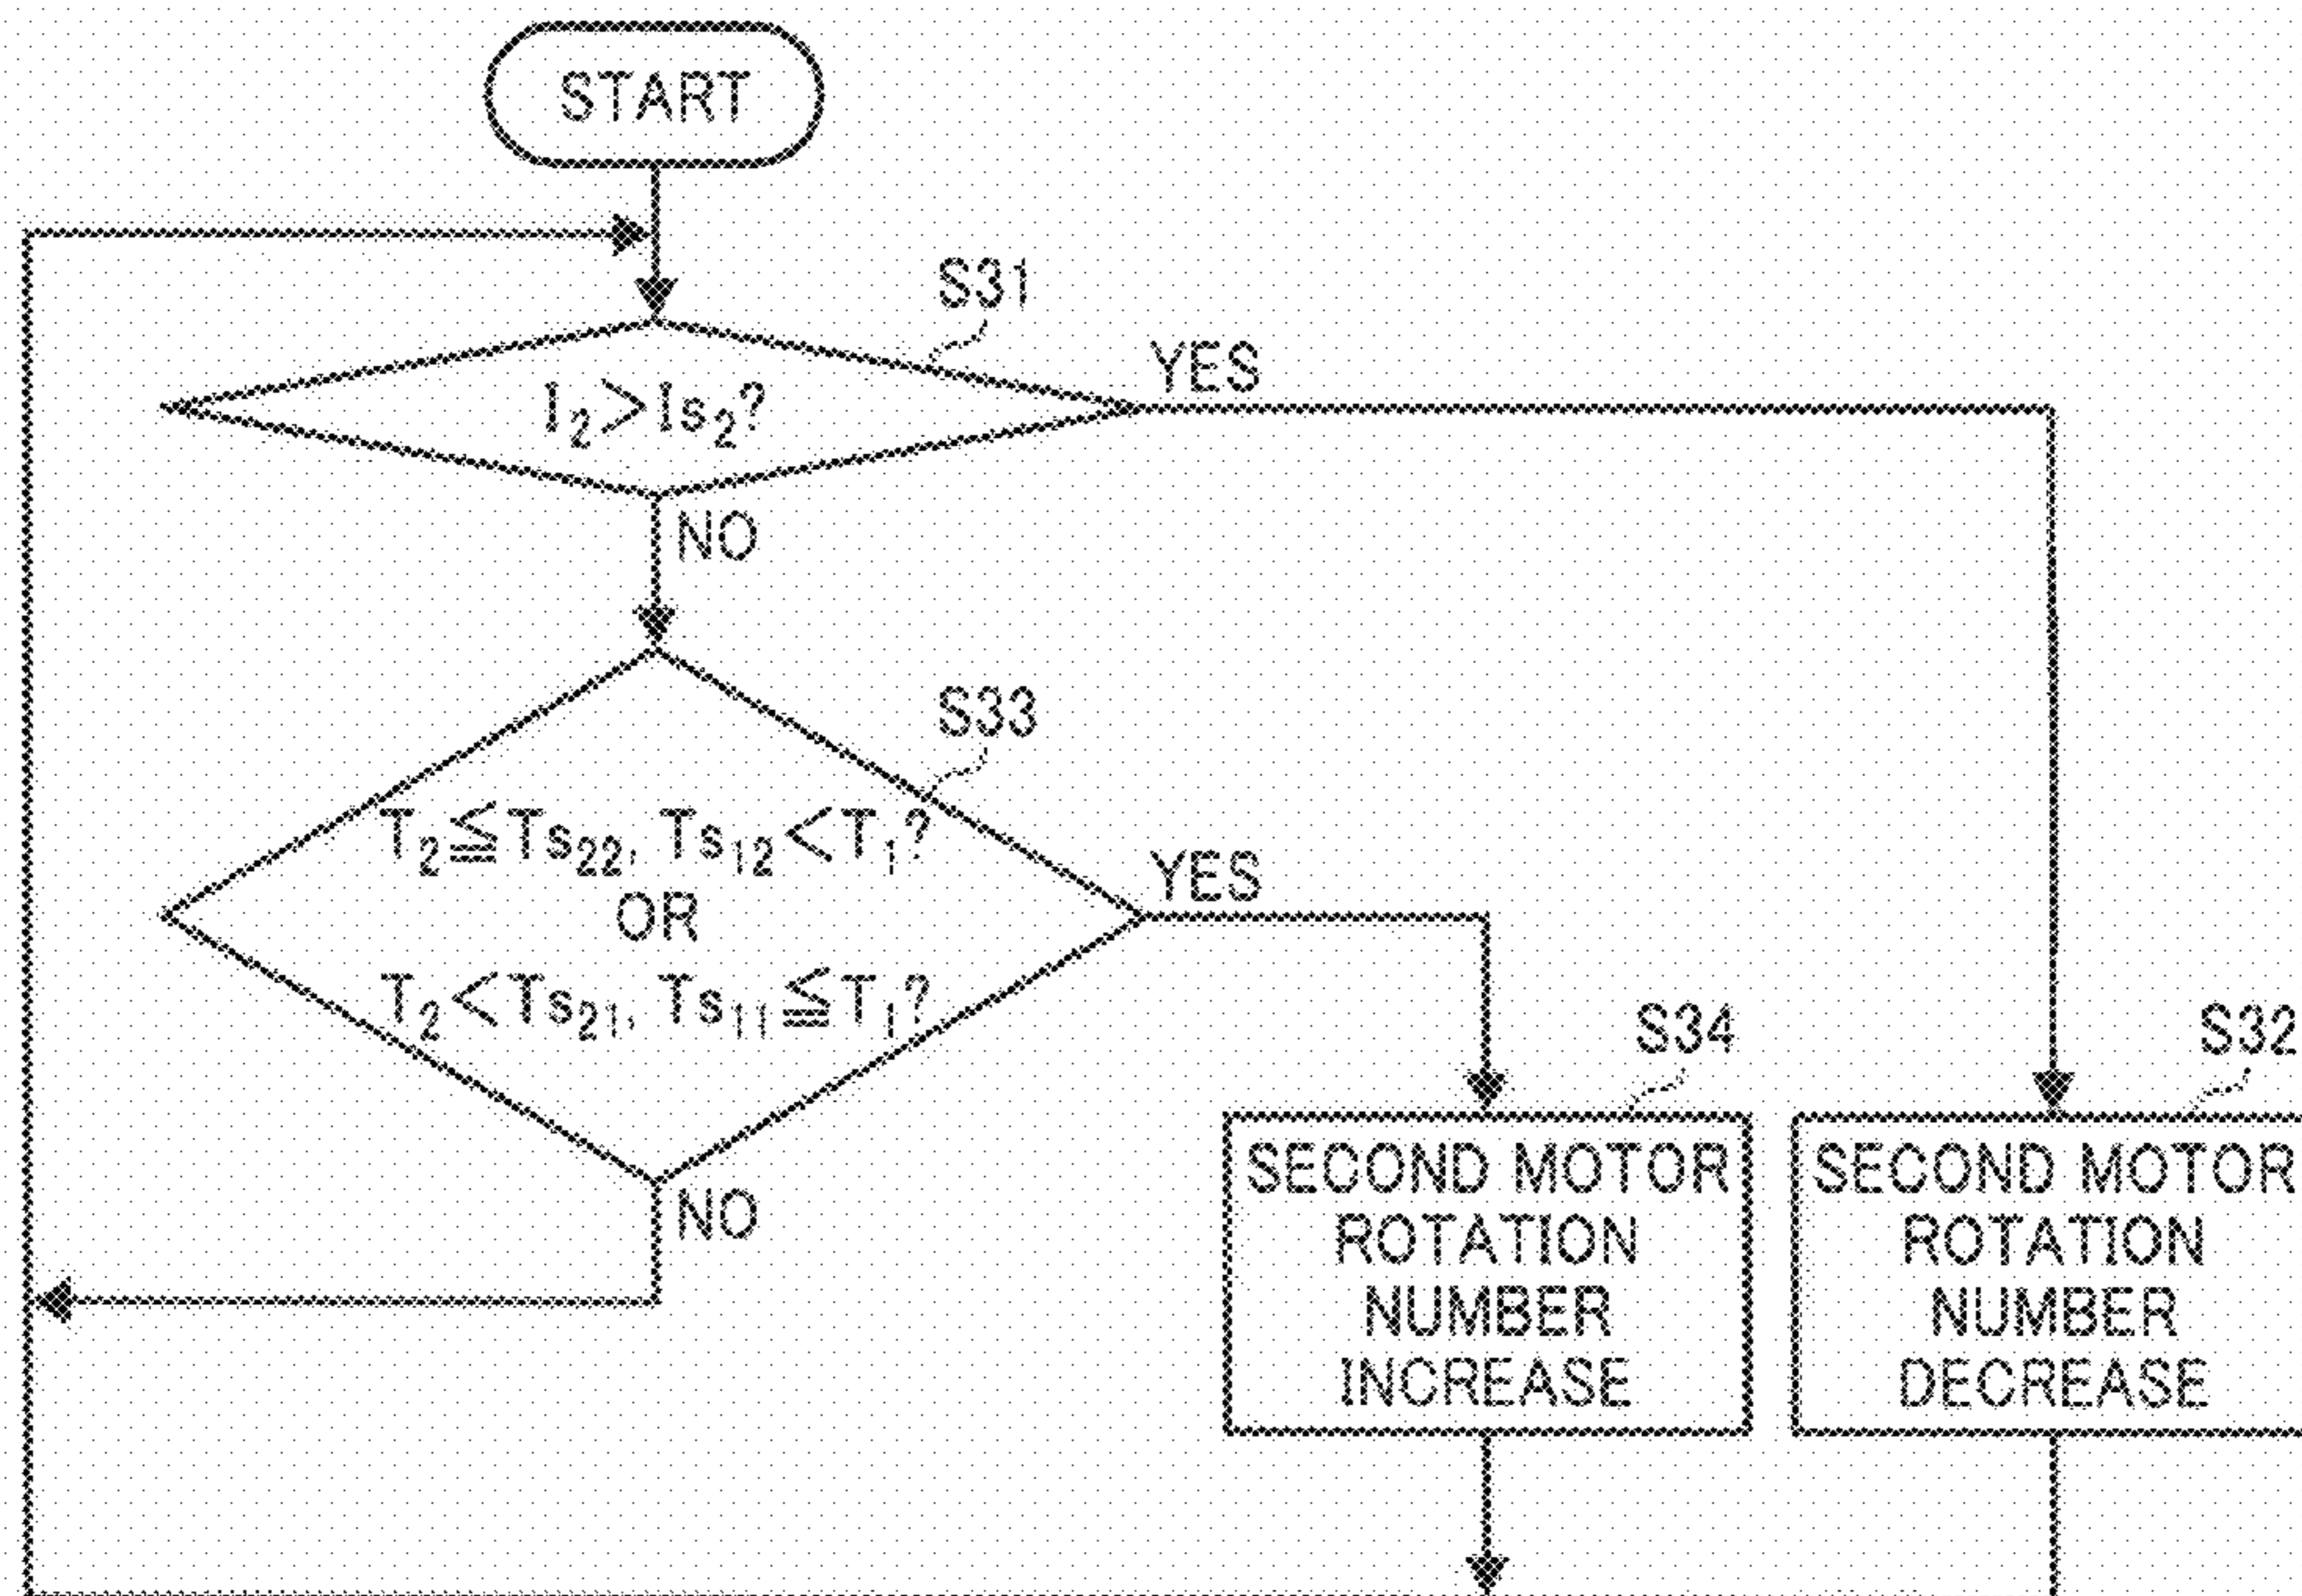 START
S31
I₂>Is₂?
YES
NO
S33
T₂≦Ts₂₂, Ts₁₂<T₁?
OR
T₂<Ts₂₁, Ts₁₁≦T₁?
YES
NO
S34
SECOND MOTOR
ROTATION
NUMBER
INCREASE
S32
SECOND MOTOR
ROTATION
NUMBER
DECREASE